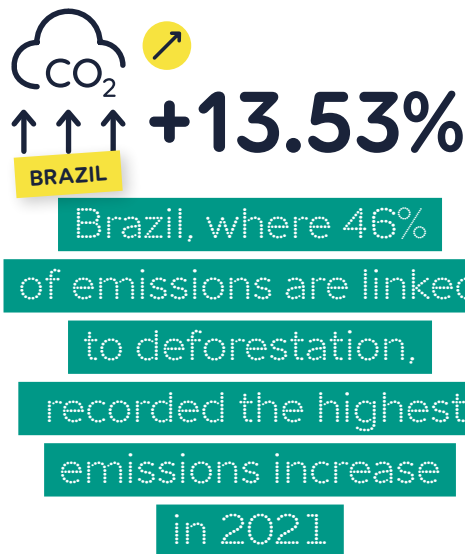 CO₂
+13.53%
BRAZIL
Brazil, where 46%
of emissions are linked
to deforestation,
recorded the highest
emissions increase
in 2021